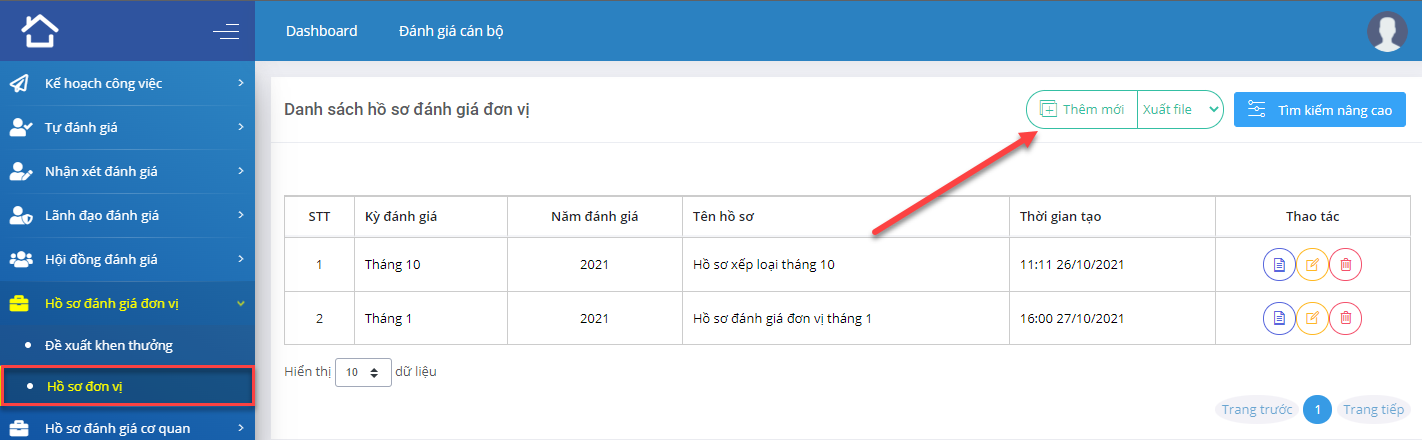 Dashboard Đánh giá cán bộ
Kế hoạch công việc
Tự đánh giá
Nhận xét đánh giá
Lãnh đạo đánh giá
Hội đồng đánh giá
Hồ sơ đánh giá đơn vị
Đề xuất khen thưởng
Hồ sơ đơn vị
Hồ sơ đánh giá cơ quan
Danh sách hồ sơ đánh giá đơn vị
Thêm mới Xuất file Tìm kiếm nâng cao
STT Kỳ đánh giá Năm đánh giá Tên hồ sơ Thời gian tạo Thao tác
1 Tháng 10 2021 Hồ sơ xếp loại tháng 10 11:11 26/10/2021
2 Tháng 1 2021 Hồ sơ đánh giá đơn vị tháng 1 16:00 27/10/2021
Hiển thị 10 dữ liệu
Trang trước 1 Trang tiếp